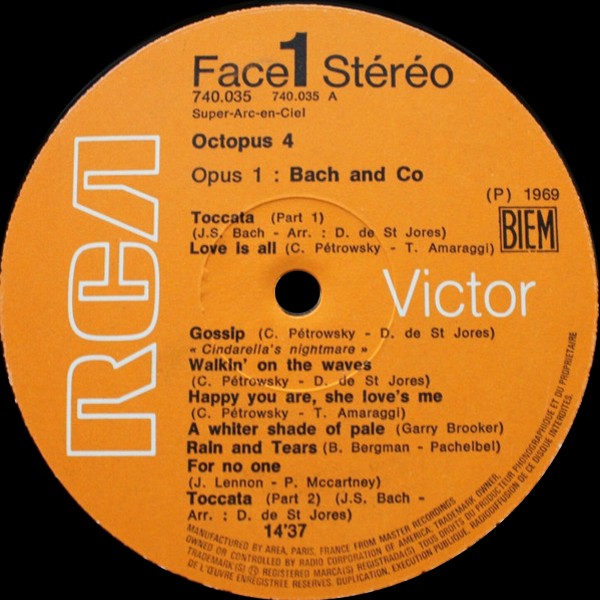 Face 1 Stéréo
740.035 740.035 A
Super-Arc-en-Ciel
Octopus 4
Opus 1 : Bach and Co
(P) 1969
BIEM
Toccata (Part 1)
(J.S. Bach - Arr. : D. de St Jores)
Love is all (C. Pétrowsky - T. Amaraggi)
RCA
Victor
Gossip (C. Pétrowsky - D. de St Jores)
« Cindarella's nightmare »
Walkin' on the waves
(C. Pétrowsky - D. de St Jores)
Happy you are, she love's me
(C. Pétrowsky - T. Amaraggi)
A whiter shade of pale (Garry Brooker)
Rain and Tears (B. Bergman - Pachelbel)
For no one
(J. Lennon - P. Mccartney)
Toccata (Part 2) (J.S. Bach -
Arr. : D. de St Jores)
14'37
MANUFACTURED BY AREA, PARIS, FRANCE FROM MASTER RECORDINGS
OWNED OR CONTROLLED BY RADIO CORPORATION OF AMERICA, TRADEMARK OWNER,
TRADEMARK (S) ® REGISTERED MARCA(S) REGISTRADA(S) TOUS DROITS DU PRODUCTEUR PHONOGRAPHIQUE ET DU PROPRIETAIRE
DE L'ŒUVRE ENREGISTREE RESERVES. DUPLICATION, EXECUTION PUBLIQUE, RADIODIFFUSION DE CE DISQUE INTERDITES.